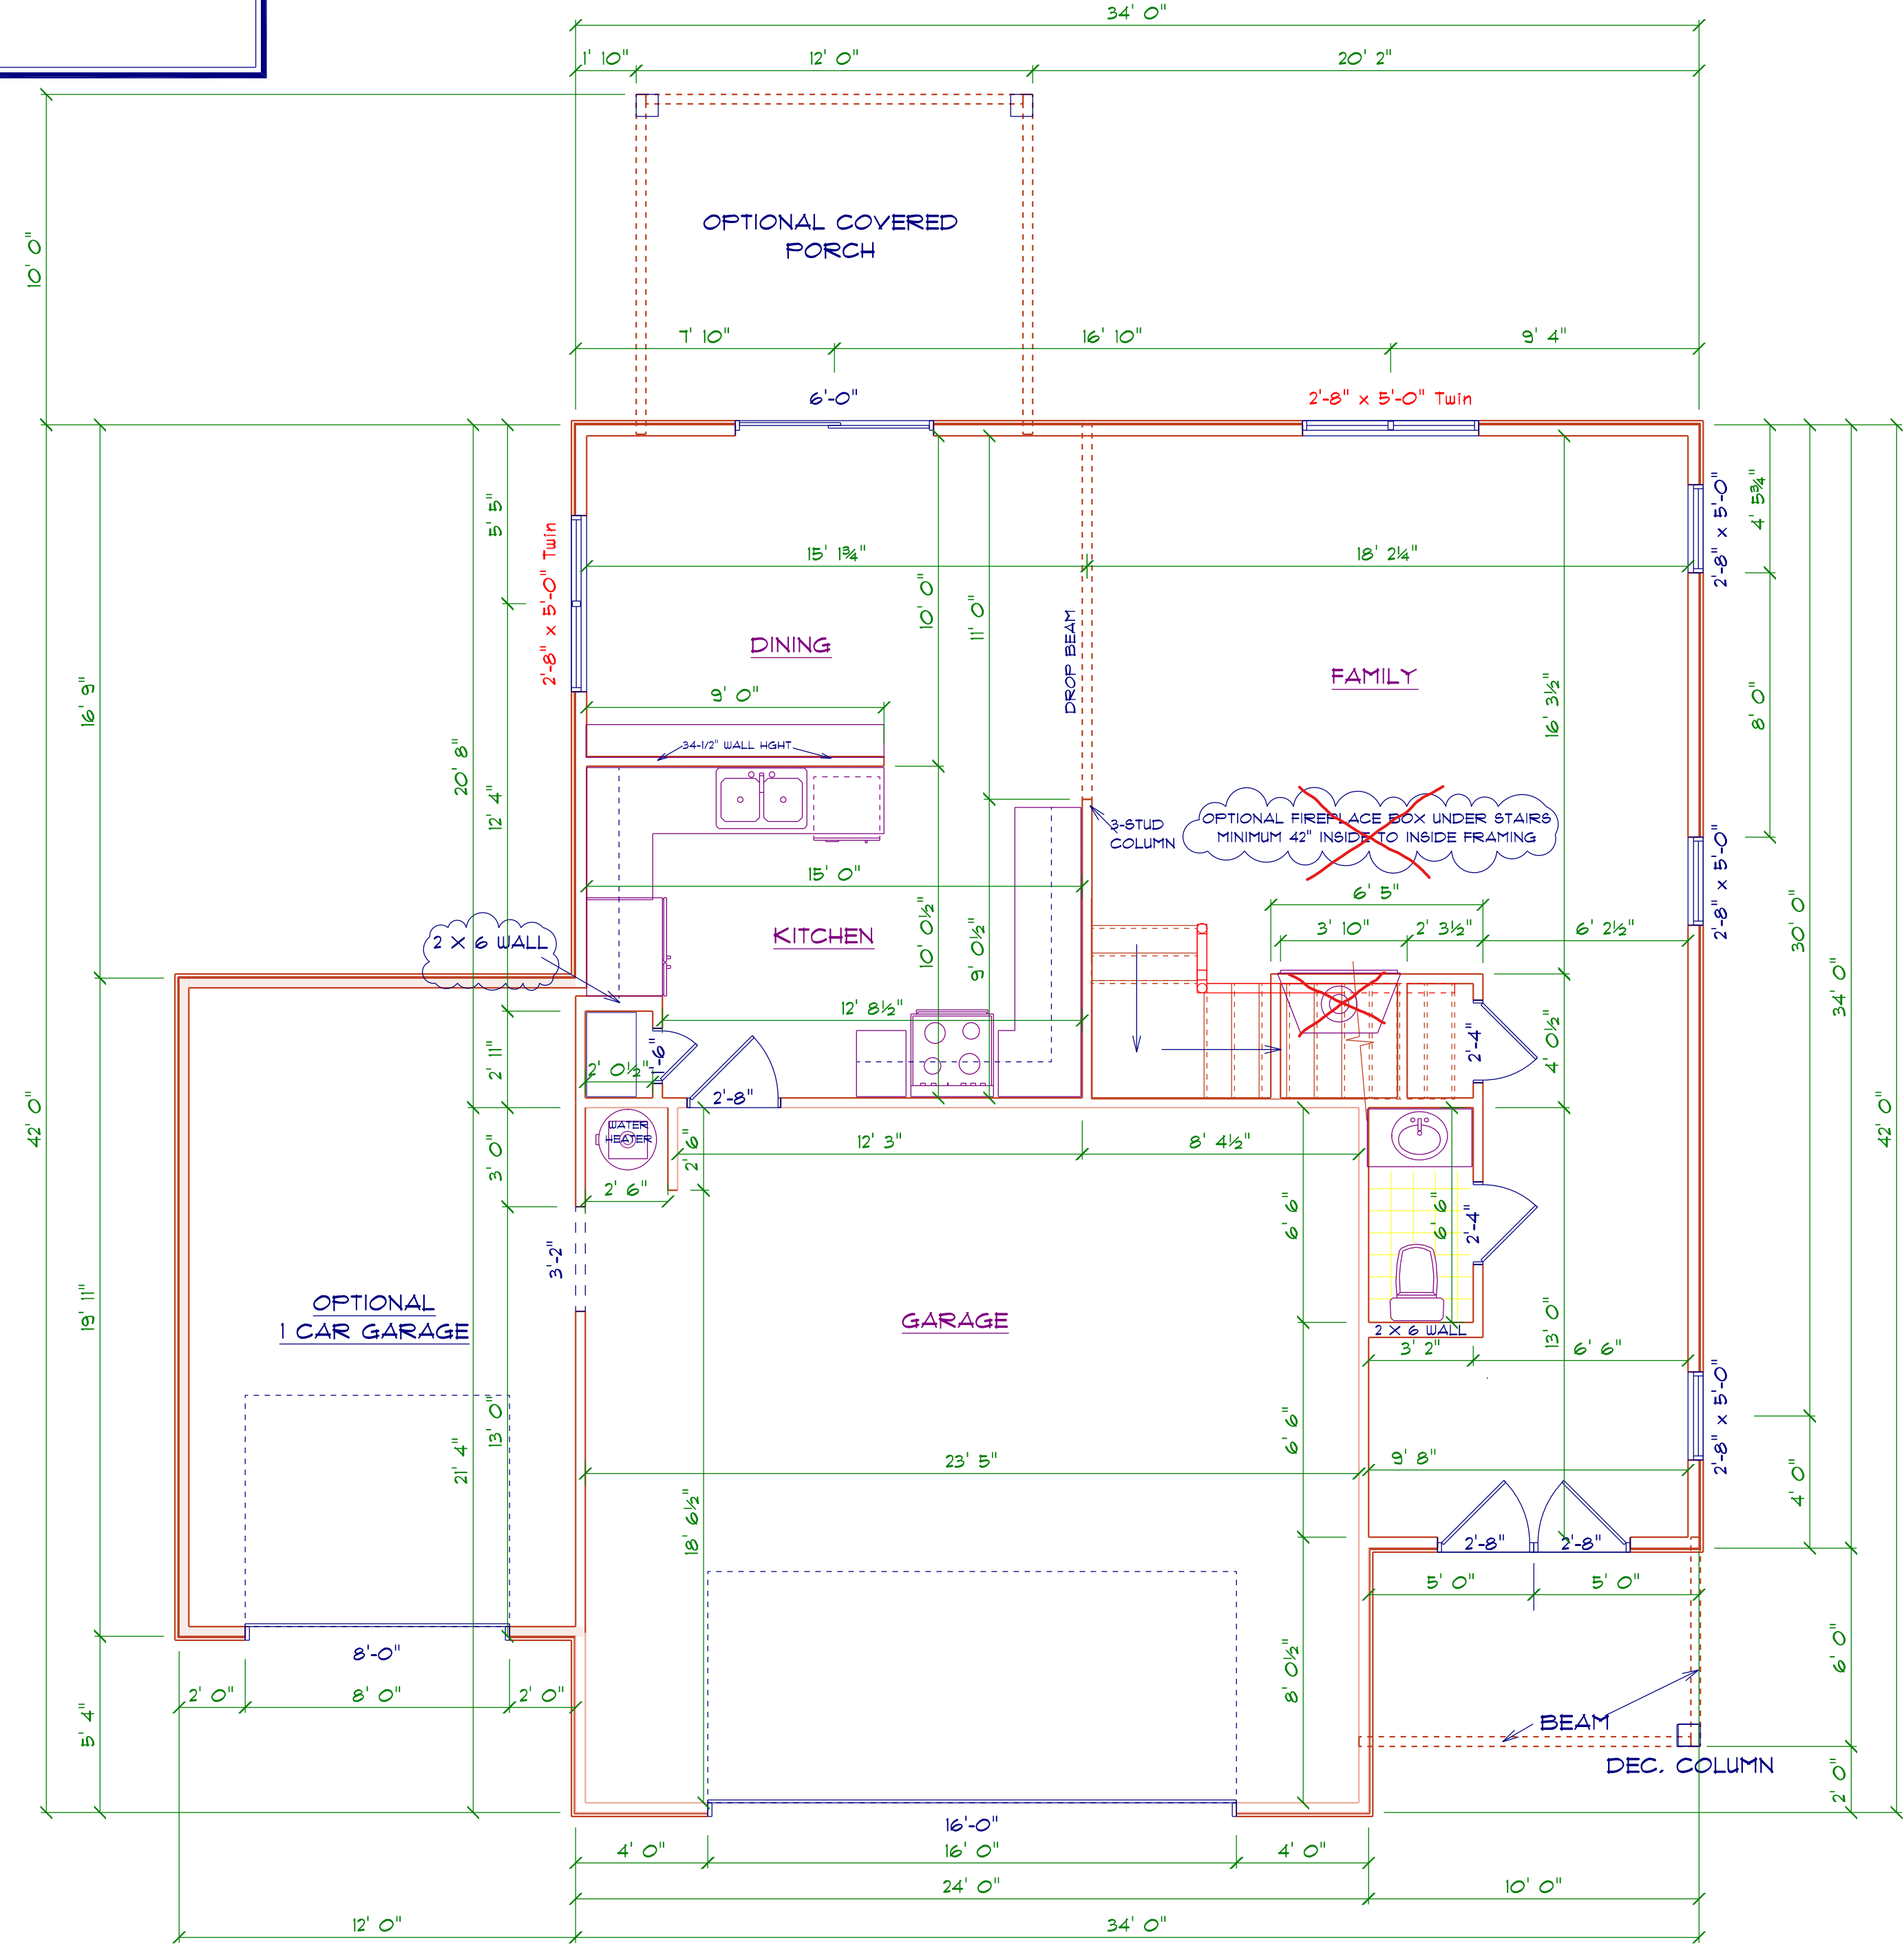 34' 0"
1' 10" 12' 0" 20' 2"
OPTIONAL COVERED
PORCH
10' 0"
7' 10" 16' 10" 9' 4"
6'-0" 2'-8" x 5'-0" Twin
5' 5"
2'-8" x 5'-0" Twin
15' 1¾" 18' 2¼"
10' 0"
11' 0"
2'-8" x 5'-0"
4' 5¾"
DINING
DROP BEAM
FAMILY
16' 9"
9' 0"
16' 3½"
8' 0"
34-1/2" WALL HGHT
20' 8"
12' 4"
3-STUD
COLUMN
OPTIONAL FIREPLACE BOX UNDER STAIRS
MINIMUM 42" INSIDE TO INSIDE FRAMING
15' 0"
6' 5"
2'-8" x 5'-0"
30' 0"
2 X 6 WALL
KITCHEN
10' 0½"
9' 0½"
3' 10" 2' 3½" 6' 2½"
34' 0"
12' 8½"
2' 11"
2' 0½"
1'-6"
2'-8"
2'-4"
4' 0½"
42' 0"
42' 0"
WATER
HEATER
3' 0"
2' 6"
2' 6"
12' 3" 8' 4½"
6' 6"
6' 6"
2'-4"
3'-2"
19' 11"
OPTIONAL
1 CAR GARAGE
GARAGE
2 X 6 WALL
3' 2" 6' 6"
13' 0"
13' 0"
21' 4"
2'-8" x 5'-0"
6' 6"
23' 5"
9' 8"
4' 0"
18' 6½"
2'-8" 2'-8"
5' 0" 5' 0"
8'-0"
8' 0½"
6' 0"
2' 0" 8' 0" 2' 0"
5' 4"
BEAM
DEC. COLUMN
2' 0"
16'-0"
4' 0" 16' 0" 4' 0"
24' 0" 10' 0"
12' 0" 34' 0"